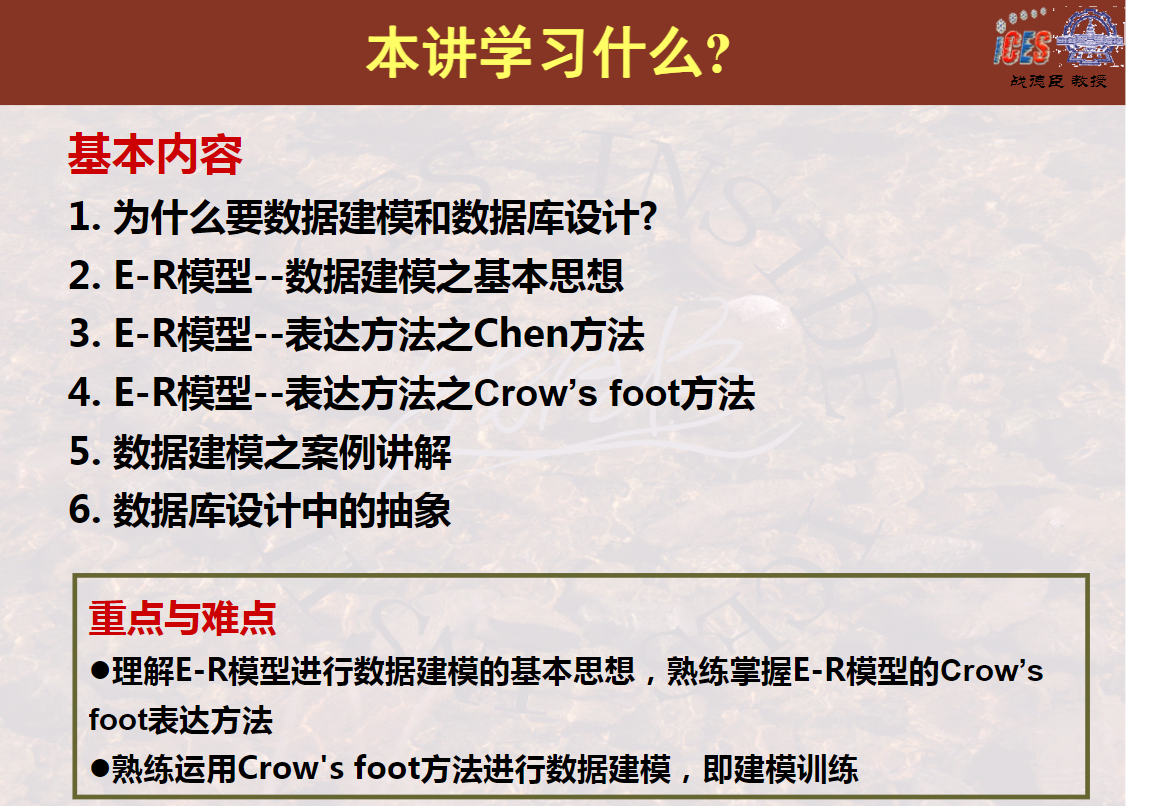 本讲学习什么?
iCES
战德臣 教授
基本内容
1. 为什么要数据建模和数据库设计?
2. E-R模型--数据建模之基本思想
3. E-R模型--表达方法之Chen方法
4. E-R模型--表达方法之Crow’s foot方法
5. 数据建模之案例讲解
6. 数据库设计中的抽象
重点与难点
●理解E-R模型进行数据建模的基本思想，熟练掌握E-R模型的Crow’s
foot表达方法
●熟练运用Crow's foot方法进行数据建模，即建模训练